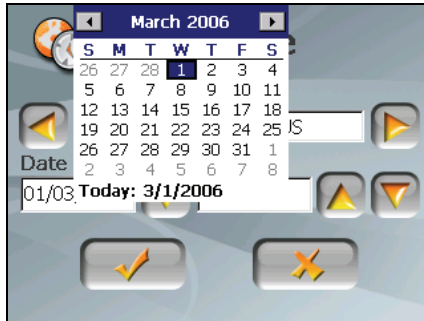 March 2006
S M T W T F S
26 27 28 1 2 3 4
5 6 7 8 9 10 11
12 13 14 15 16 17 18
19 20 21 22 23 24 25
26 27 28 29 30 31 1
2 3 4 5 6 7 8
Today: 3/1/2006
e
JS
Date
01/03